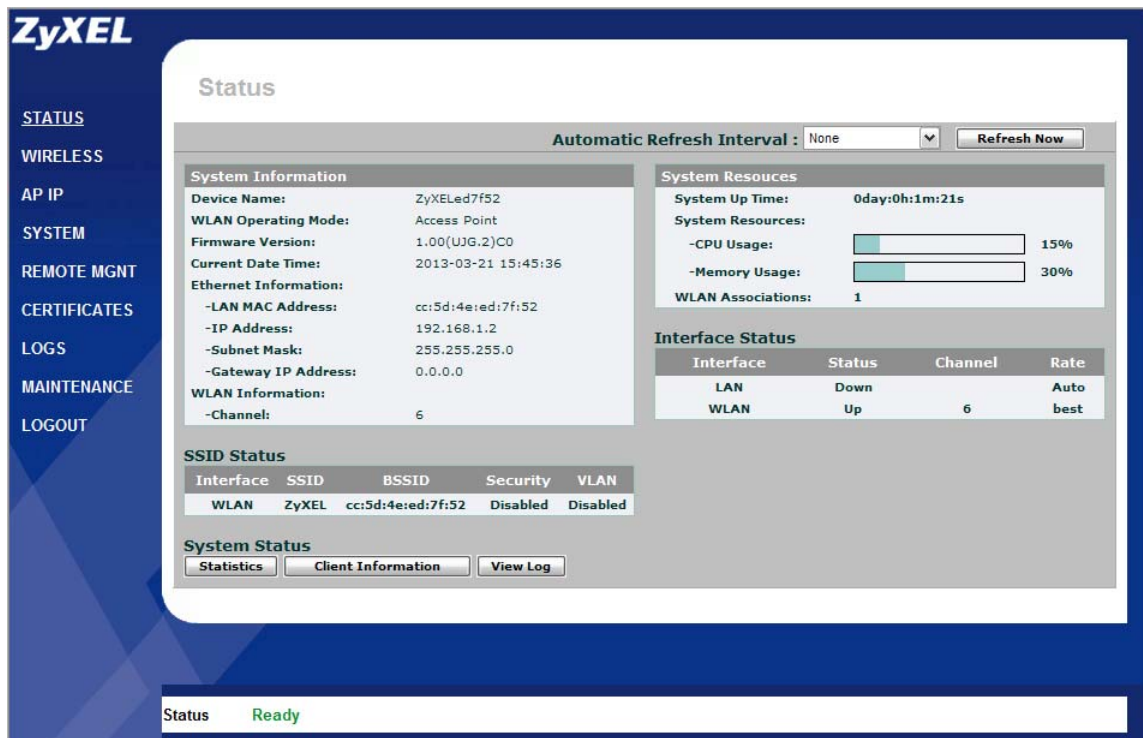 ZyXEL
STATUS
WIRELESS
AP IP
SYSTEM
REMOTE MGNT
CERTIFICATES
LOGS
MAINTENANCE
LOGOUT
Status
Automatic Refresh Interval : None Refresh Now
System Information
Device Name: ZyXELed7f52
WLAN Operating Mode: Access Point
Firmware Version: 1.00(UJG.2)C0
Current Date Time: 2013-03-21 15:45:36
Ethernet Information:
-LAN MAC Address: cc:5d:4e:ed:7f:52
-IP Address: 192.168.1.2
-Subnet Mask: 255.255.255.0
-Gateway IP Address: 0.0.0.0
WLAN Information:
-Channel: 6
SSID Status
Interface SSID BSSID Security VLAN
WLAN ZyXEL cc:5d:4e:ed:7f:52 Disabled Disabled
System Status
Statistics Client Information View Log
System Resouces
System Up Time: 0day:0h:1m:21s
System Resources:
-CPU Usage: 15%
-Memory Usage: 30%
WLAN Associations: 1
Interface Status
Interface Status Channel Rate
LAN Down Auto
WLAN Up 6 best
Status Ready